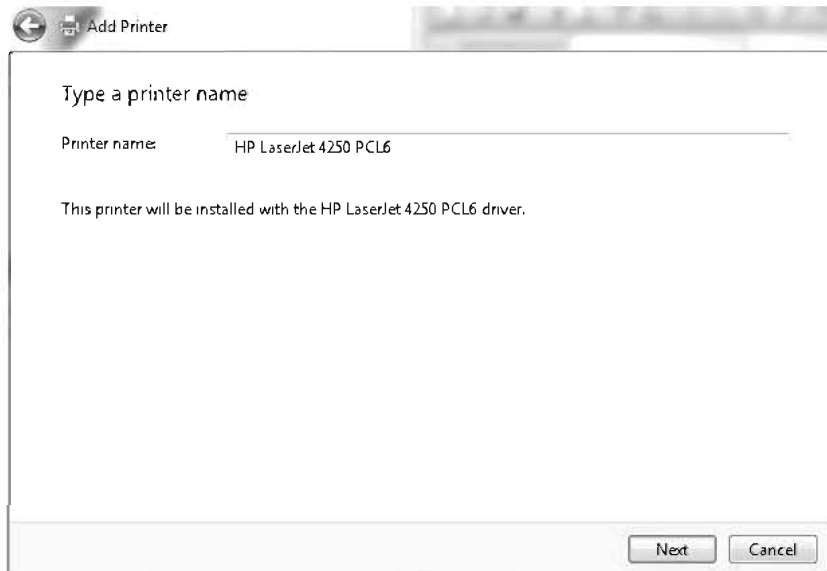 Add Printer
Type a printer name
Printer name:
HP LaserJet 4250 PCL6
This printer will be installed with the HP LaserJet 4250 PCL6 driver.
Next
Cancel